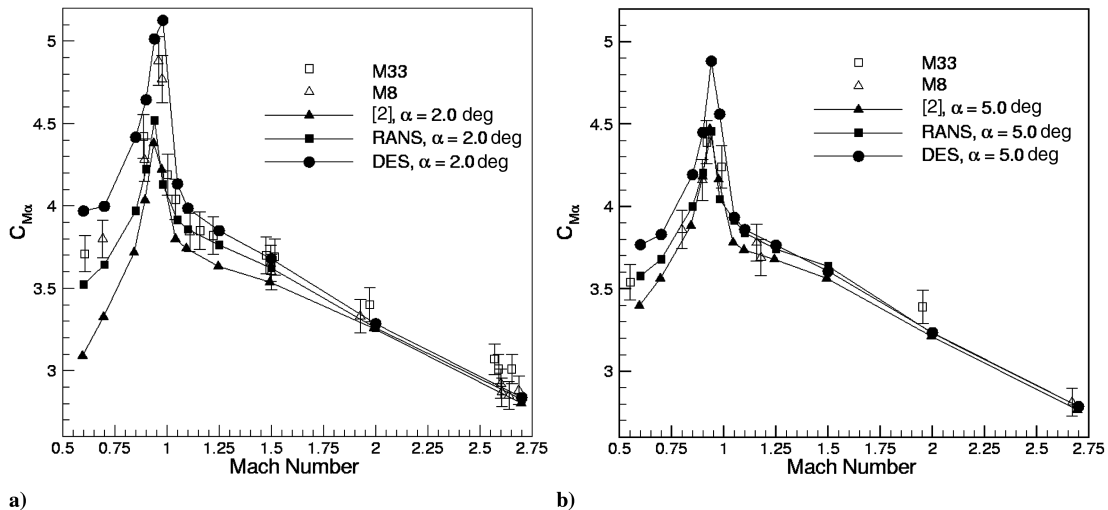 5
4.5
4
3.5
3
C_Mα
0.5 0.75 1 1.25 1.5 1.75 2 2.25 2.5 2.75
Mach Number
M33
M8
[2], α = 2.0 deg
RANS, α = 2.0 deg
DES, α = 2.0 deg
a)
5
4.5
4
3.5
3
C_Mα
0.5 0.75 1 1.25 1.5 1.75 2 2.25 2.5 2.75
Mach Number
M33
M8
[2], α = 5.0 deg
RANS, α = 5.0 deg
DES, α = 5.0 deg
b)